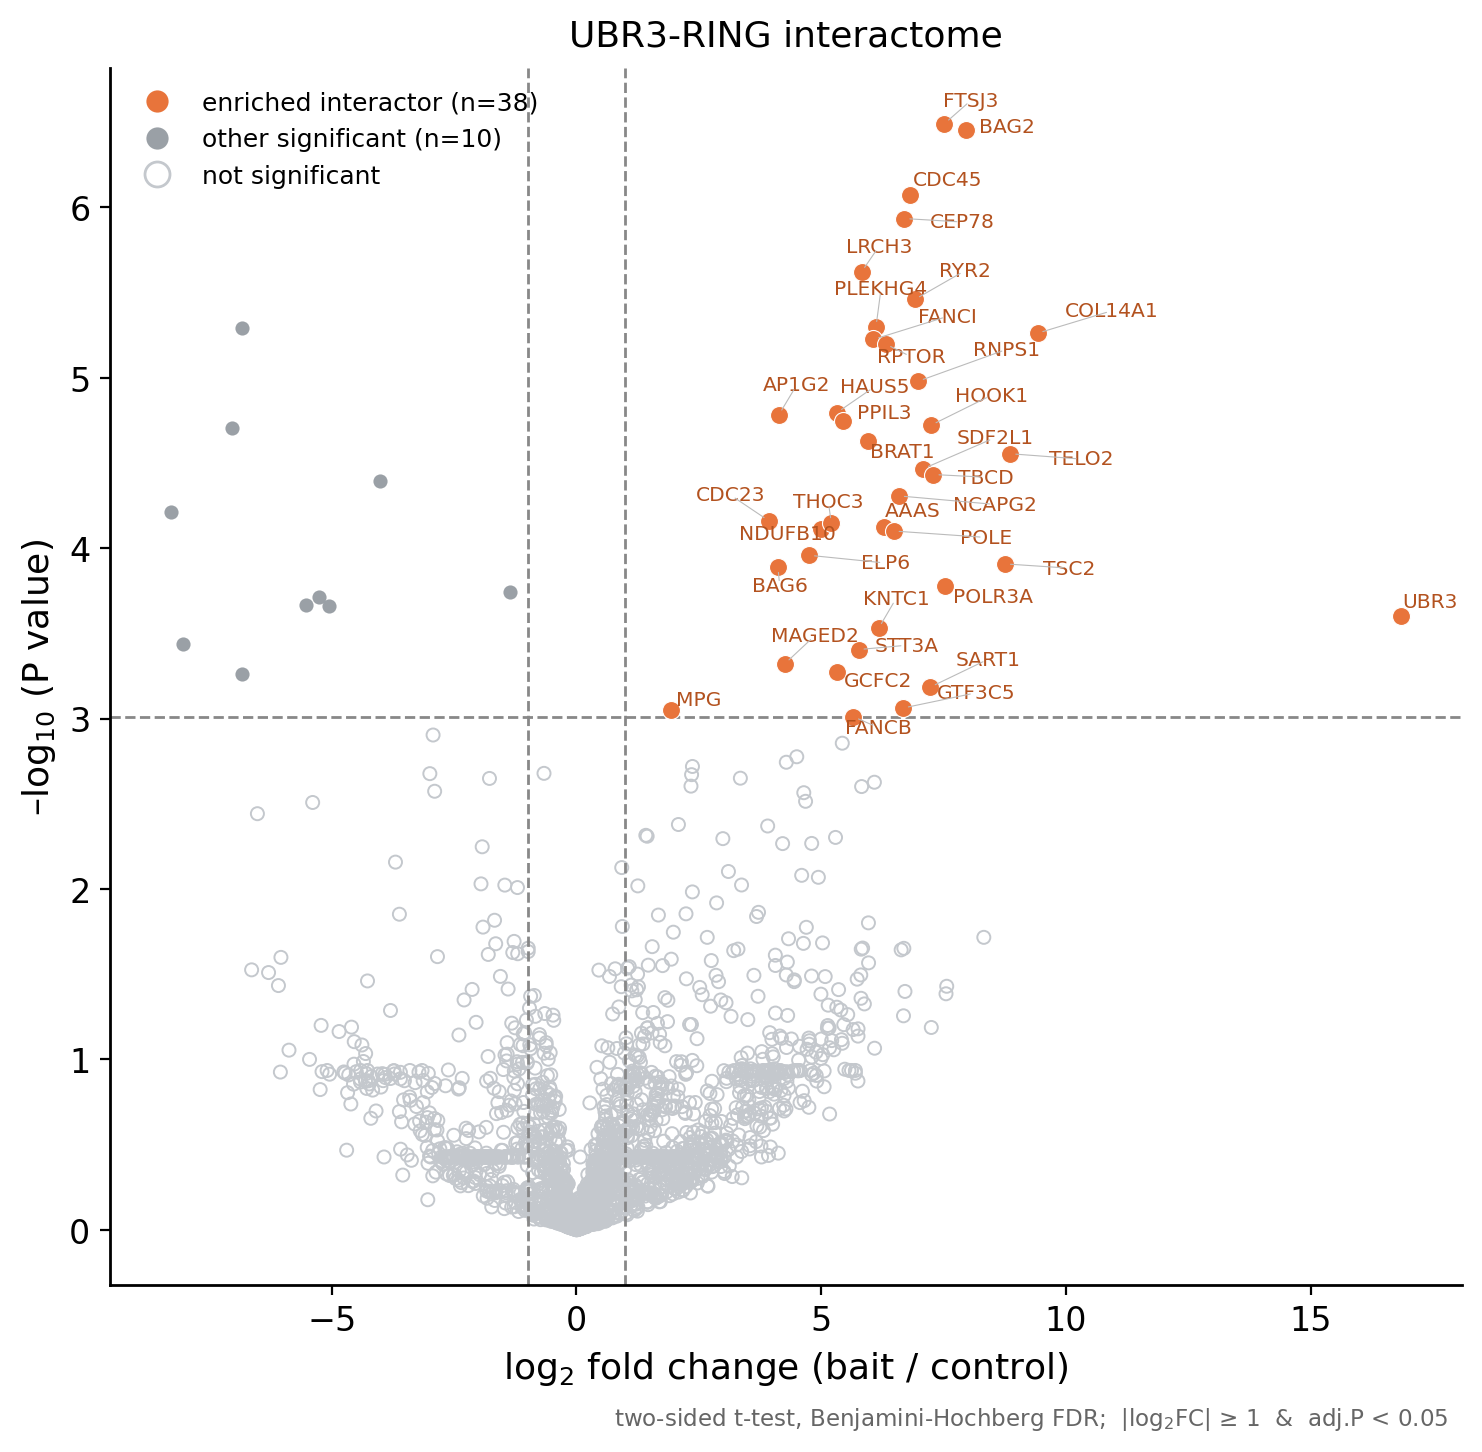 UBR3-RING interactome
enriched interactor (n=38)
other significant (n=10)
not significant
FTSJ3
BAG2
CDC45
CEP78
LRCH3
RYR2
PLEKHG4
FANCI
COL14A1
RPTOR
RNPS1
AP1G2
HAUS5
HOOK1
PPIL3
BRAT1
SDF2L1
TELO2
TBCD
CDC23
THOC3
NCAPG2
AAAS
NDUFB10
POLE
ELP6
TSC2
BAG6
POLR3A
KNTC1
UBR3
MAGED2
STT3A
SART1
GCFC2
GTF3C5
MPG
FANCB
6
5
4
3
2
1
0
–log10 (P value)
−5
0
5
10
15
log2 fold change (bait / control)
two-sided t-test, Benjamini-Hochberg FDR; |log2FC| ≥ 1 & adj.P < 0.05